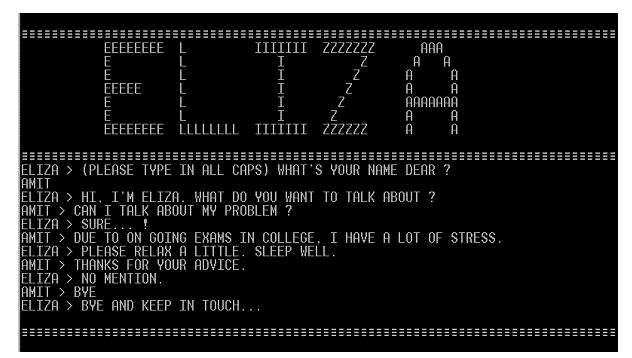 ================================================================================
EEEEEEEE L IIIIIII ZZZZZZZ AAA
E L I Z A A
E L I Z A A
EEEEE L I Z A A
E L I Z AAAAAAA
E L I Z A A
EEEEEEEE LLLLLLLL IIIIIII ZZZZZZ A A
================================================================================
ELIZA > (PLEASE TYPE IN ALL CAPS) WHAT'S YOUR NAME DEAR ?
AMIT
ELIZA > HI, I'M ELIZA. WHAT DO YOU WANT TO TALK ABOUT ?
AMIT > CAN I TALK ABOUT MY PROBLEM ?
ELIZA > SURE... !
AMIT > DUE TO ON GOING EXAMS IN COLLEGE, I HAVE A LOT OF STRESS.
ELIZA > PLEASE RELAX A LITTLE. SLEEP WELL.
AMIT > THANKS FOR YOUR ADVICE.
ELIZA > NO MENTION.
AMIT > BYE
ELIZA > BYE AND KEEP IN TOUCH...
================================================================================